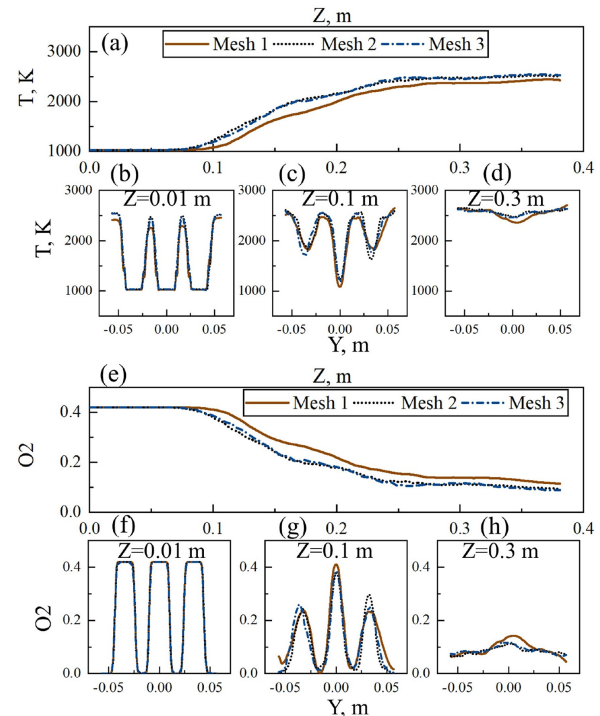 Z, m
(a)
Mesh 1 Mesh 2 Mesh 3
T, K
3000
2000
1000
0.0 0.1 0.2 0.3 0.4
(b) (c) (d)
Z=0.01 m Z=0.1 m Z=0.3 m
T, K
3000
2000
1000
-0.05 0.00 0.05 -0.05 0.00 0.05 -0.05 0.00 0.05
Y, m
Z, m
(e)
Mesh 1 Mesh 2 Mesh 3
O2
0.4
0.2
0.0
0.0 0.1 0.2 0.3 0.4
(f) (g) (h)
Z=0.01 m Z=0.1 m Z=0.3 m
O2
0.4
0.2
0.0
-0.05 0.00 0.05 -0.05 0.00 0.05 -0.05 0.00 0.05
Y, m